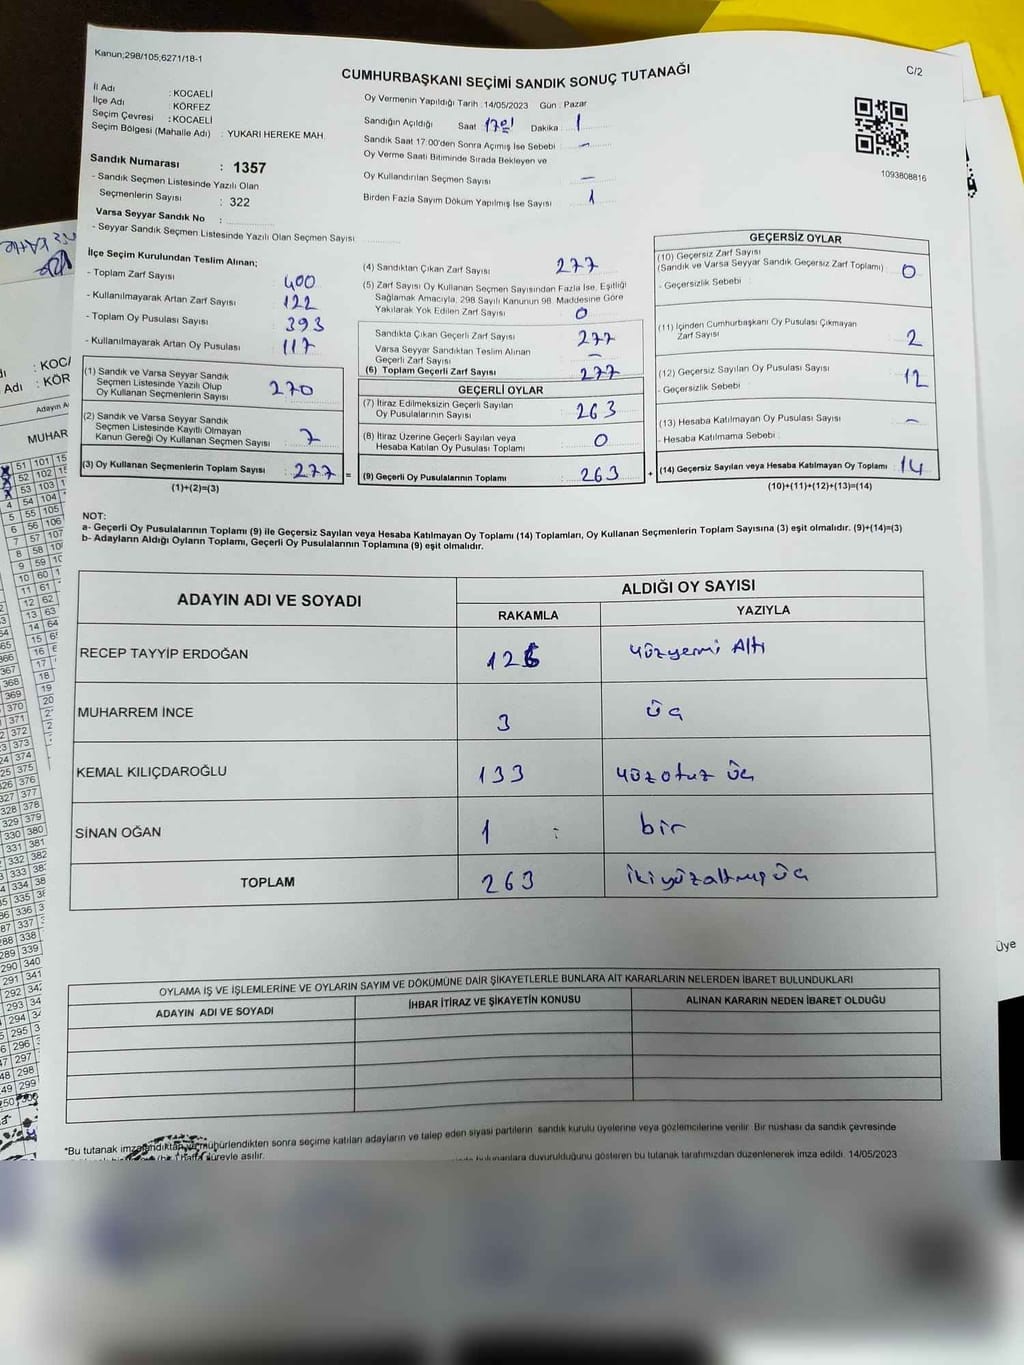 Kanun;298/105,6271/18-1
C/2
CUMHURBAŞKANI SEÇİMİ SANDIK SONUÇ TUTANAĞI
İl Adı : KOCAELİ
İlçe Adı : KÖRFEZ
Seçim Çevresi : KOCAELİ
Seçim Bölgesi (Mahalle Adı) : YUKARI HEREKE MAH.
Sandık Numarası : 1357
- Sandık Seçmen Listesinde Yazılı Olan
Seçmenlerin Sayısı : 322
Varsa Seyyar Sandık No :
- Seyyar Sandık Seçmen Listesinde Yazılı Olan Seçmen Sayısı
Oy Vermenin Yapıldığı Tarih :14/05/2023 Gün : Pazar
Sandığın Açıldığı Saat 1701 Dakika : 1
Sandık Saat 17:00'den Sonra Açımış İse Sebebi : -
Oy Verme Saati Bitiminde Sırada Bekleyen ve
Oy Kullandırılan Seçmen Sayısı : -
Birden Fazla Sayım Döküm Yapılmış İse Sayısı 1
1093808816
İlçe Seçim Kurulundan Teslim Alınan;
- Toplam Zarf Sayısı : 400
- Kullanılmayarak Artan Zarf Sayısı : 122
- Toplam Oy Pusulası Sayısı : 393
- Kullanılmayarak Artan Oy Pusulası : 117
(1) Sandık ve Varsa Seyyar Sandık
Seçmen Listesinde Yazılı Olup
Oy Kullanan Seçmenlerin Sayısı : 270
(2) Sandık ve Varsa Seyyar Sandık
Seçmen Listesinde Kayıtlı Olmayan
Kanun Gereği Oy Kullanan Seçmen Sayısı : 7
(3) Oy Kullanan Seçmenlerin Toplam Sayısı : 277 =
(1)+(2)=(3)
(4) Sandıktan Çıkan Zarf Sayısı 277
(5) Zarf Sayısı Oy Kullanan Seçmen Sayısından Fazla İse, Eşitliği
Sağlamak Amacıyla, 298 Sayılı Kanunun 98. Maddesine Göre
Yakılarak Yok Edilen Zarf Sayısı : 0
Sandıkta Çıkan Geçerli Zarf Sayısı : 277
Varsa Seyyar Sandıktan Teslim Alınan
Geçerli Zarf Sayısı : -
(6) Toplam Geçerli Zarf Sayısı : 277
GEÇERLİ OYLAR
(7) İtiraz Edilmeksizin Geçerli Sayılan
Oy Pusulalarının Sayısı : 263
(8) İtiraz Üzerine Geçerli Sayılan veya
Hesaba Katılan Oy Pusulası Toplamı : 0
(9) Geçerli Oy Pusulalarının Toplamı : 263 +
GEÇERSİZ OYLAR
(10) Geçersiz Zarf Sayısı
(Sandık ve Varsa Seyyar Sandık Geçersiz Zarf Toplamı) : 0
- Geçersizlik Sebebi :
(11) İçinden Cumhurbaşkanı Oy Pusulası Çıkmayan
Zarf Sayısı : 2
(12) Geçersiz Sayılan Oy Pusulası Sayısı : 12
- Geçersizlik Sebebi :
(13) Hesaba Katılmayan Oy Pusulası Sayısı : -
- Hesaba Katılmama Sebebi :
(14) Geçersiz Sayılan veya Hesaba Katılmayan Oy Toplamı : 14
(10)+(11)+(12)+(13)=(14)
NOT:
a- Geçerli Oy Pusulalarının Toplamı (9) ile Geçersiz Sayılan veya Hesaba Katılmayan Oy Toplamı (14) Toplamları, Oy Kullanan Seçmenlerin Toplam Sayısına (3) eşit olmalıdır. (9)+(14)=(3)
b- Adayların Aldığı Oyların Toplamı, Geçerli Oy Pusulalarının Toplamına (9) eşit olmalıdır.
ADAYIN ADI VE SOYADI
ALDIĞI OY SAYISI
RAKAMLA YAZIYLA
RECEP TAYYİP ERDOĞAN 126 yüzyirmi Altı
MUHARREM İNCE 3 üç
KEMAL KILIÇDAROĞLU 133 yüzotuz üç
SİNAN OĞAN 1 : bir
TOPLAM 263 ikiyüzaltmış üç
OYLAMA İŞ VE İŞLEMLERİNE VE OYLARIN SAYIM VE DÖKÜMÜNE DAİR ŞİKAYETLERLE BUNLARA AİT KARARLARIN NELERDEN İBARET BULUNDUKLARI
ADAYIN ADI VE SOYADI İHBAR İTİRAZ VE ŞİKAYETİN KONUSU ALINAN KARARIN NEDEN İBARET OLDUĞU
*Bu tutanak imzalandıktan ve mühürlendikten sonra seçime katılan adayların ve talep eden siyasi partilerin sandık kurulu üyelerine veya gözlemcilerine verilir. Bir nüshası da sandık çevresinde
süreyle asılır.
bulunanlara duyurulduğunu gösteren bu tutanak tarafımızdan düzenlenerek imza edildi. 14/05/2023
Üye